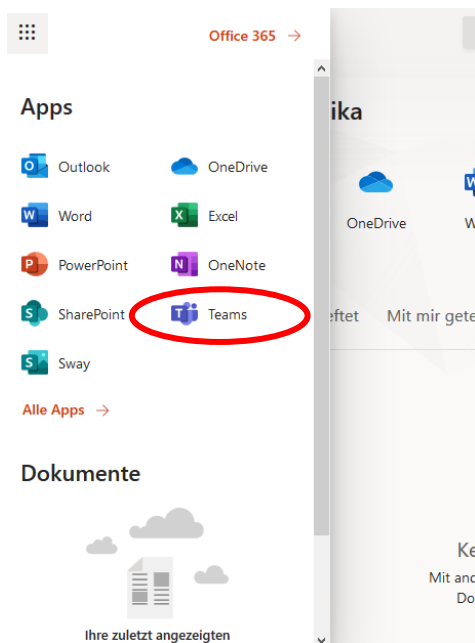 Office 365 →
Apps
Outlook
OneDrive
Word
Excel
PowerPoint
OneNote
SharePoint
Teams
Sway
Alle Apps →
Dokumente
Ihre zuletzt angezeigten
ika
OneDrive
W
eftet Mit mir gete
Ke
Mit and
Do